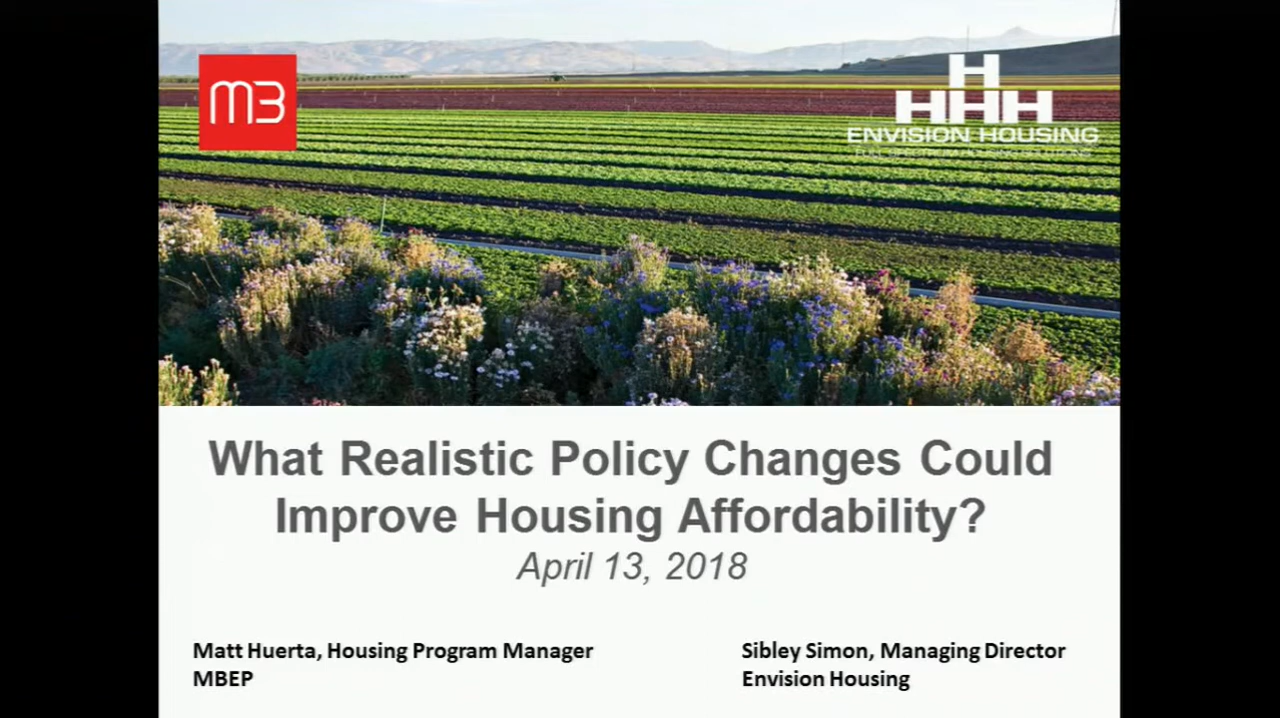 M3
H
HHH
ENVISION HOUSING
What Realistic Policy Changes Could
Improve Housing Affordability?
April 13, 2018
Matt Huerta, Housing Program Manager
MBEP
Sibley Simon, Managing Director
Envision Housing